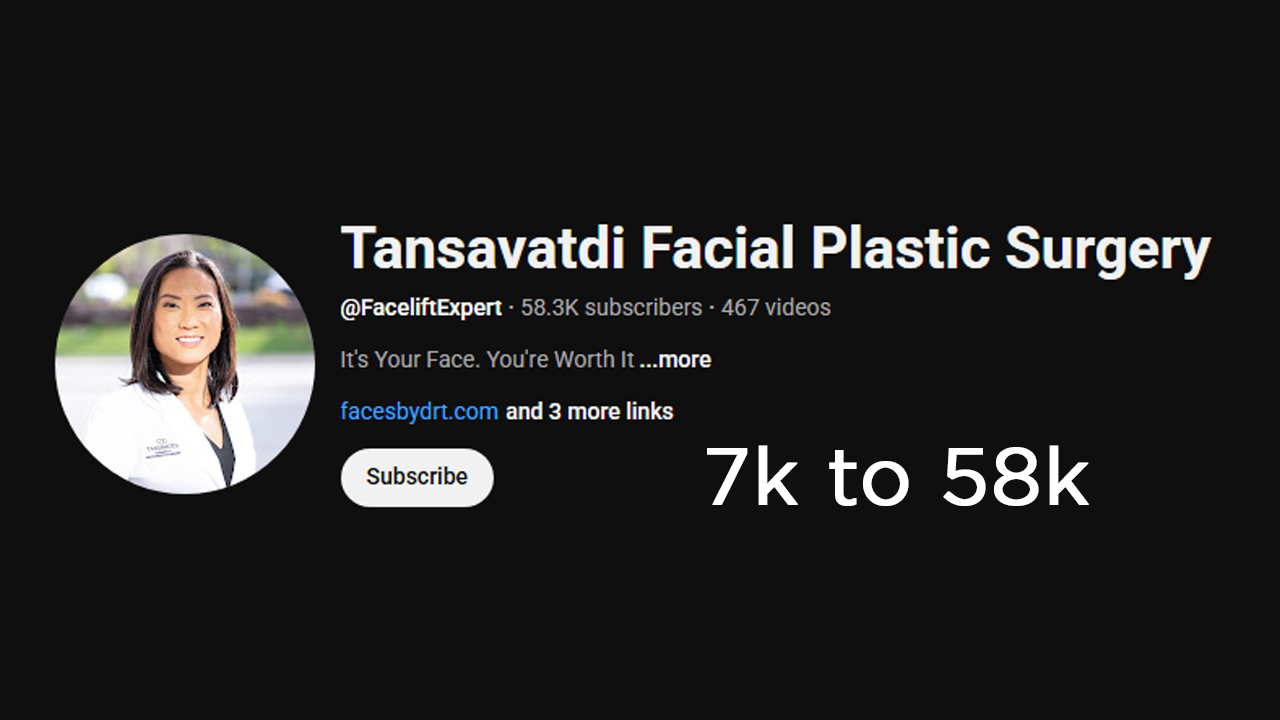 Tansavatdi Facial Plastic Surgery
@FaceliftExpert · 58.3K subscribers · 467 videos
It's Your Face. You're Worth It ...more
facesbydrt.com and 3 more links
Subscribe
7k to 58k